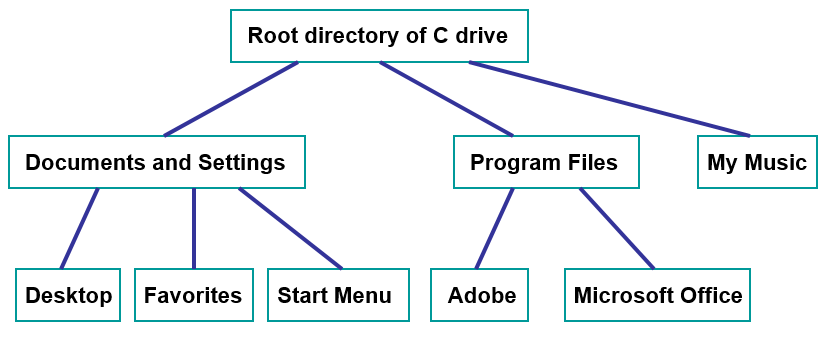 Root directory of C drive
Documents and Settings
Program Files
My Music
Desktop
Favorites
Start Menu
Adobe
Microsoft Office